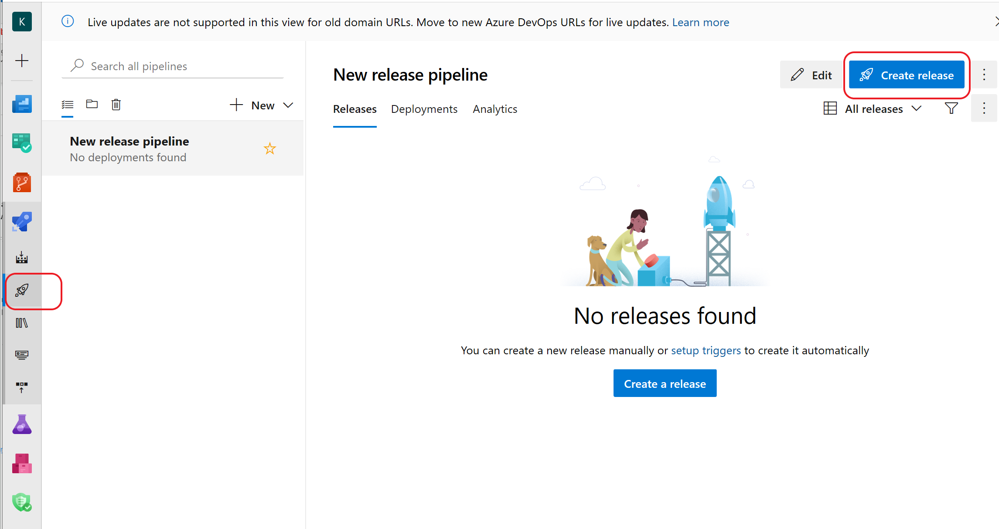 K
Live updates are not supported in this view for old domain URLs. Move to new Azure DevOps URLs for live updates. Learn more
Search all pipelines
New
New release pipeline
No deployments found
New release pipeline
Edit
Create release
Releases
Deployments
Analytics
All releases
No releases found
You can create a new release manually or setup triggers to create it automatically
Create a release